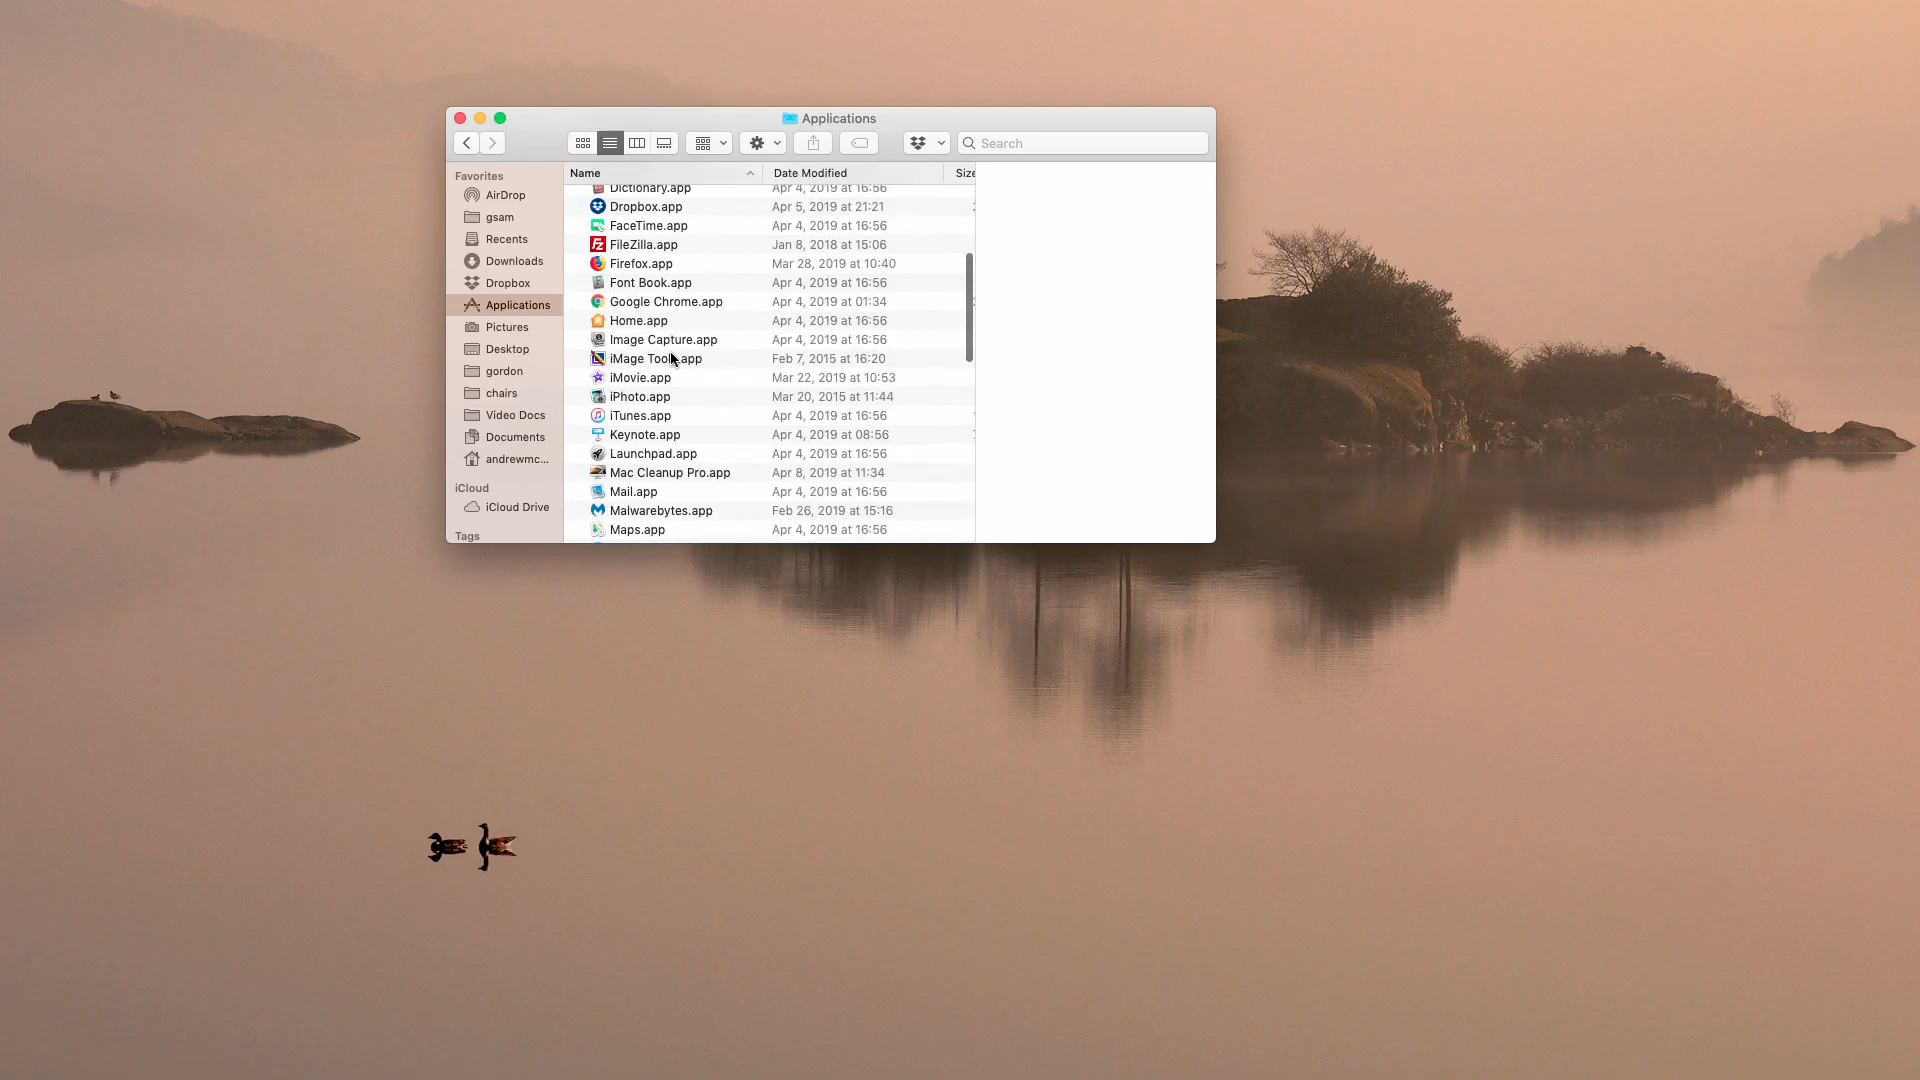 Applications
Search
Name
Date Modified
Size
Favorites
AirDrop
gsam
Recents
Downloads
Dropbox
Applications
Pictures
Desktop
gordon
chairs
Video Docs
Documents
andrewmc...
iCloud
iCloud Drive
Tags
Dictionary.app Apr 4, 2019 at 16:56
Dropbox.app Apr 5, 2019 at 21:21
FaceTime.app Apr 4, 2019 at 16:56
FileZilla.app Jan 8, 2018 at 15:06
Firefox.app Mar 28, 2019 at 10:40
Font Book.app Apr 4, 2019 at 16:56
Google Chrome.app Apr 4, 2019 at 01:34
Home.app Apr 4, 2019 at 16:56
Image Capture.app Apr 4, 2019 at 16:56
iMage Tools.app Feb 7, 2015 at 16:20
iMovie.app Mar 22, 2019 at 10:53
iPhoto.app Mar 20, 2015 at 11:44
iTunes.app Apr 4, 2019 at 16:56
Keynote.app Apr 4, 2019 at 08:56
Launchpad.app Apr 4, 2019 at 16:56
Mac Cleanup Pro.app Apr 8, 2019 at 11:34
Mail.app Apr 4, 2019 at 16:56
Malwarebytes.app Feb 26, 2019 at 15:16
Maps.app Apr 4, 2019 at 16:56